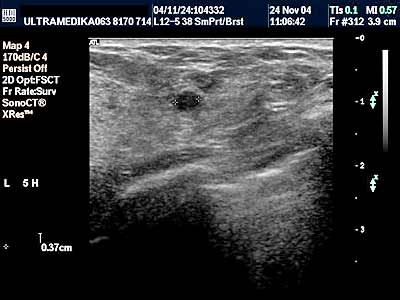 ULTRAMEDIKA063 8170 714
04/11/24:104332
L12-5 38 SmPrt/Brst
24 Nov 04
11:06:42
TIs 0.1 MI 0.57
Fr #312 3.9 cm
Map 4
170dB/C 4
Persist Off
2D Opt:FSCT
Fr Rate:Surv
SonoCT®
XRes™
0
1
2
3
L 5 H
0.37cm